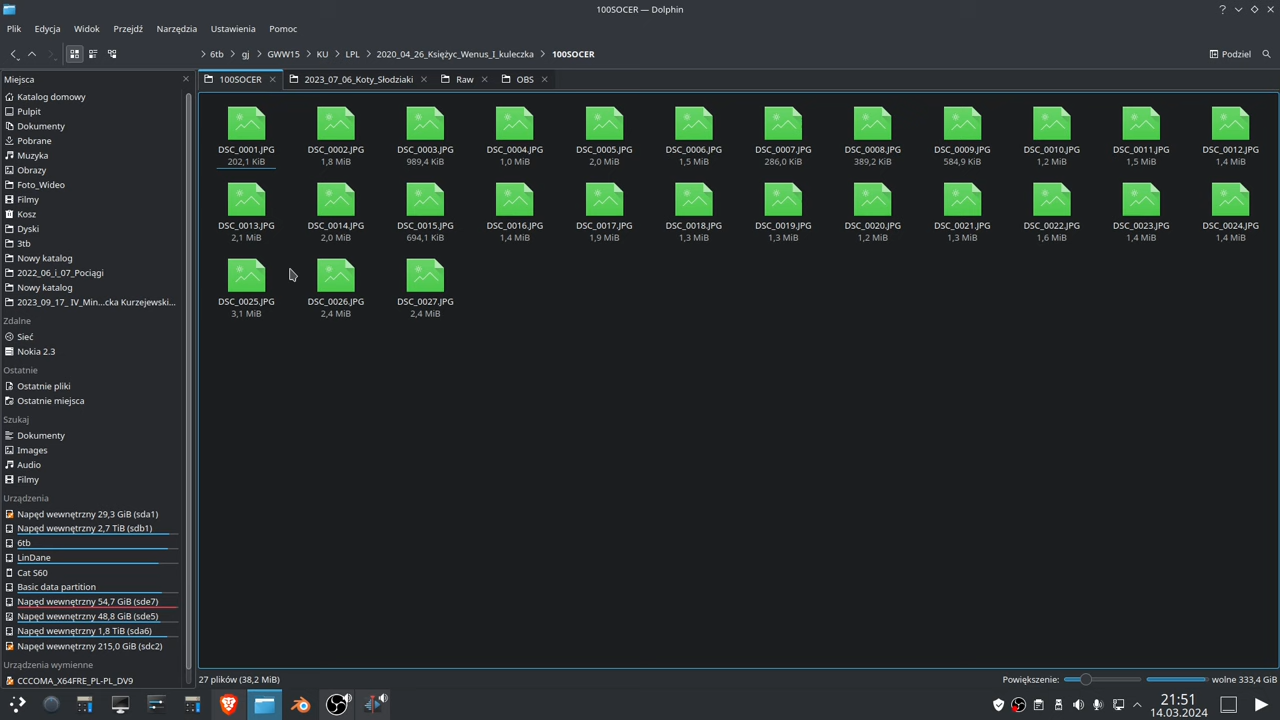 100SOCER — Dolphin
Plik Edycja Widok Przejdź Narzędzia Ustawienia Pomoc
6tb gj GWW15 KU LPL 2020_04_26_Księżyc_Wenus_I_kuleczka 100SOCER Podziel
Miejsca
100SOCER 2023_07_06_Koty_Słodziaki Raw OBS
Katalog domowy
Pulpit
Dokumenty
Pobrane
Muzyka
Obrazy
Foto_Wideo
Filmy
Kosz
Dyski
3tb
Nowy katalog
2022_06_i_07_Pociągi
Nowy katalog
2023_09_17_ IV_Min...cka Kurzejewski...
Zdalne
Sieć
Nokia 2.3
Ostatnie
Ostatnie pliki
Ostatnie miejsca
Szukaj
Dokumenty
Images
Audio
Filmy
Urządzenia
Napęd wewnętrzny 29,3 GiB (sda1)
Napęd wewnętrzny 2,7 TiB (sdb1)
6tb
LinDane
Cat S60
Basic data partition
Napęd wewnętrzny 54,7 GiB (sde7)
Napęd wewnętrzny 48,8 GiB (sde5)
Napęd wewnętrzny 1,8 TiB (sda6)
Napęd wewnętrzny 215,0 GiB (sdc2)
Urządzenia wymienne
CCCOMA_X64FRE_PL-PL_DV9
DSC_0001.JPG DSC_0002.JPG DSC_0003.JPG DSC_0004.JPG DSC_0005.JPG DSC_0006.JPG DSC_0007.JPG DSC_0008.JPG DSC_0009.JPG DSC_0010.JPG DSC_0011.JPG DSC_0012.JPG
202,1 KiB 1,8 MiB 989,4 KiB 1,0 MiB 2,0 MiB 1,5 MiB 286,0 KiB 389,2 KiB 584,9 KiB 1,2 MiB 1,5 MiB 1,4 MiB
DSC_0013.JPG DSC_0014.JPG DSC_0015.JPG DSC_0016.JPG DSC_0017.JPG DSC_0018.JPG DSC_0019.JPG DSC_0020.JPG DSC_0021.JPG DSC_0022.JPG DSC_0023.JPG DSC_0024.JPG
2,1 MiB 2,0 MiB 694,1 KiB 1,4 MiB 1,9 MiB 1,3 MiB 1,3 MiB 1,2 MiB 1,3 MiB 1,6 MiB 1,4 MiB 1,4 MiB
DSC_0025.JPG DSC_0026.JPG DSC_0027.JPG
3,1 MiB 2,4 MiB 2,4 MiB
27 plików (38,2 MiB) Powiększenie: wolne 333,4 GiB
21:51
14.03.2024